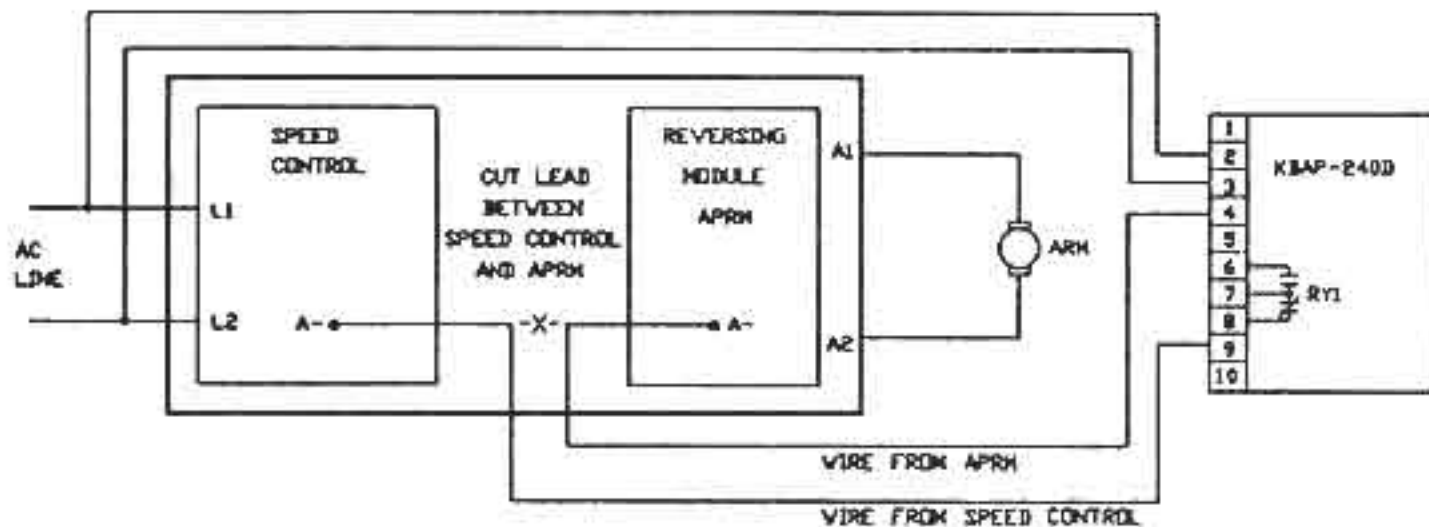 SPEED
CONTROL
L1
L2
A-
AC
LINE
CUT LEAD
BETWEEN
SPEED CONTROL
AND APRM
-X-
REVERSING
MODULE
APRM
A-
A1
A2
ARM
1
2
3
4
5
6
7
8
9
10
KBAP-240D
RY1
WIRE FROM APRM
WIRE FROM SPEED CONTROL